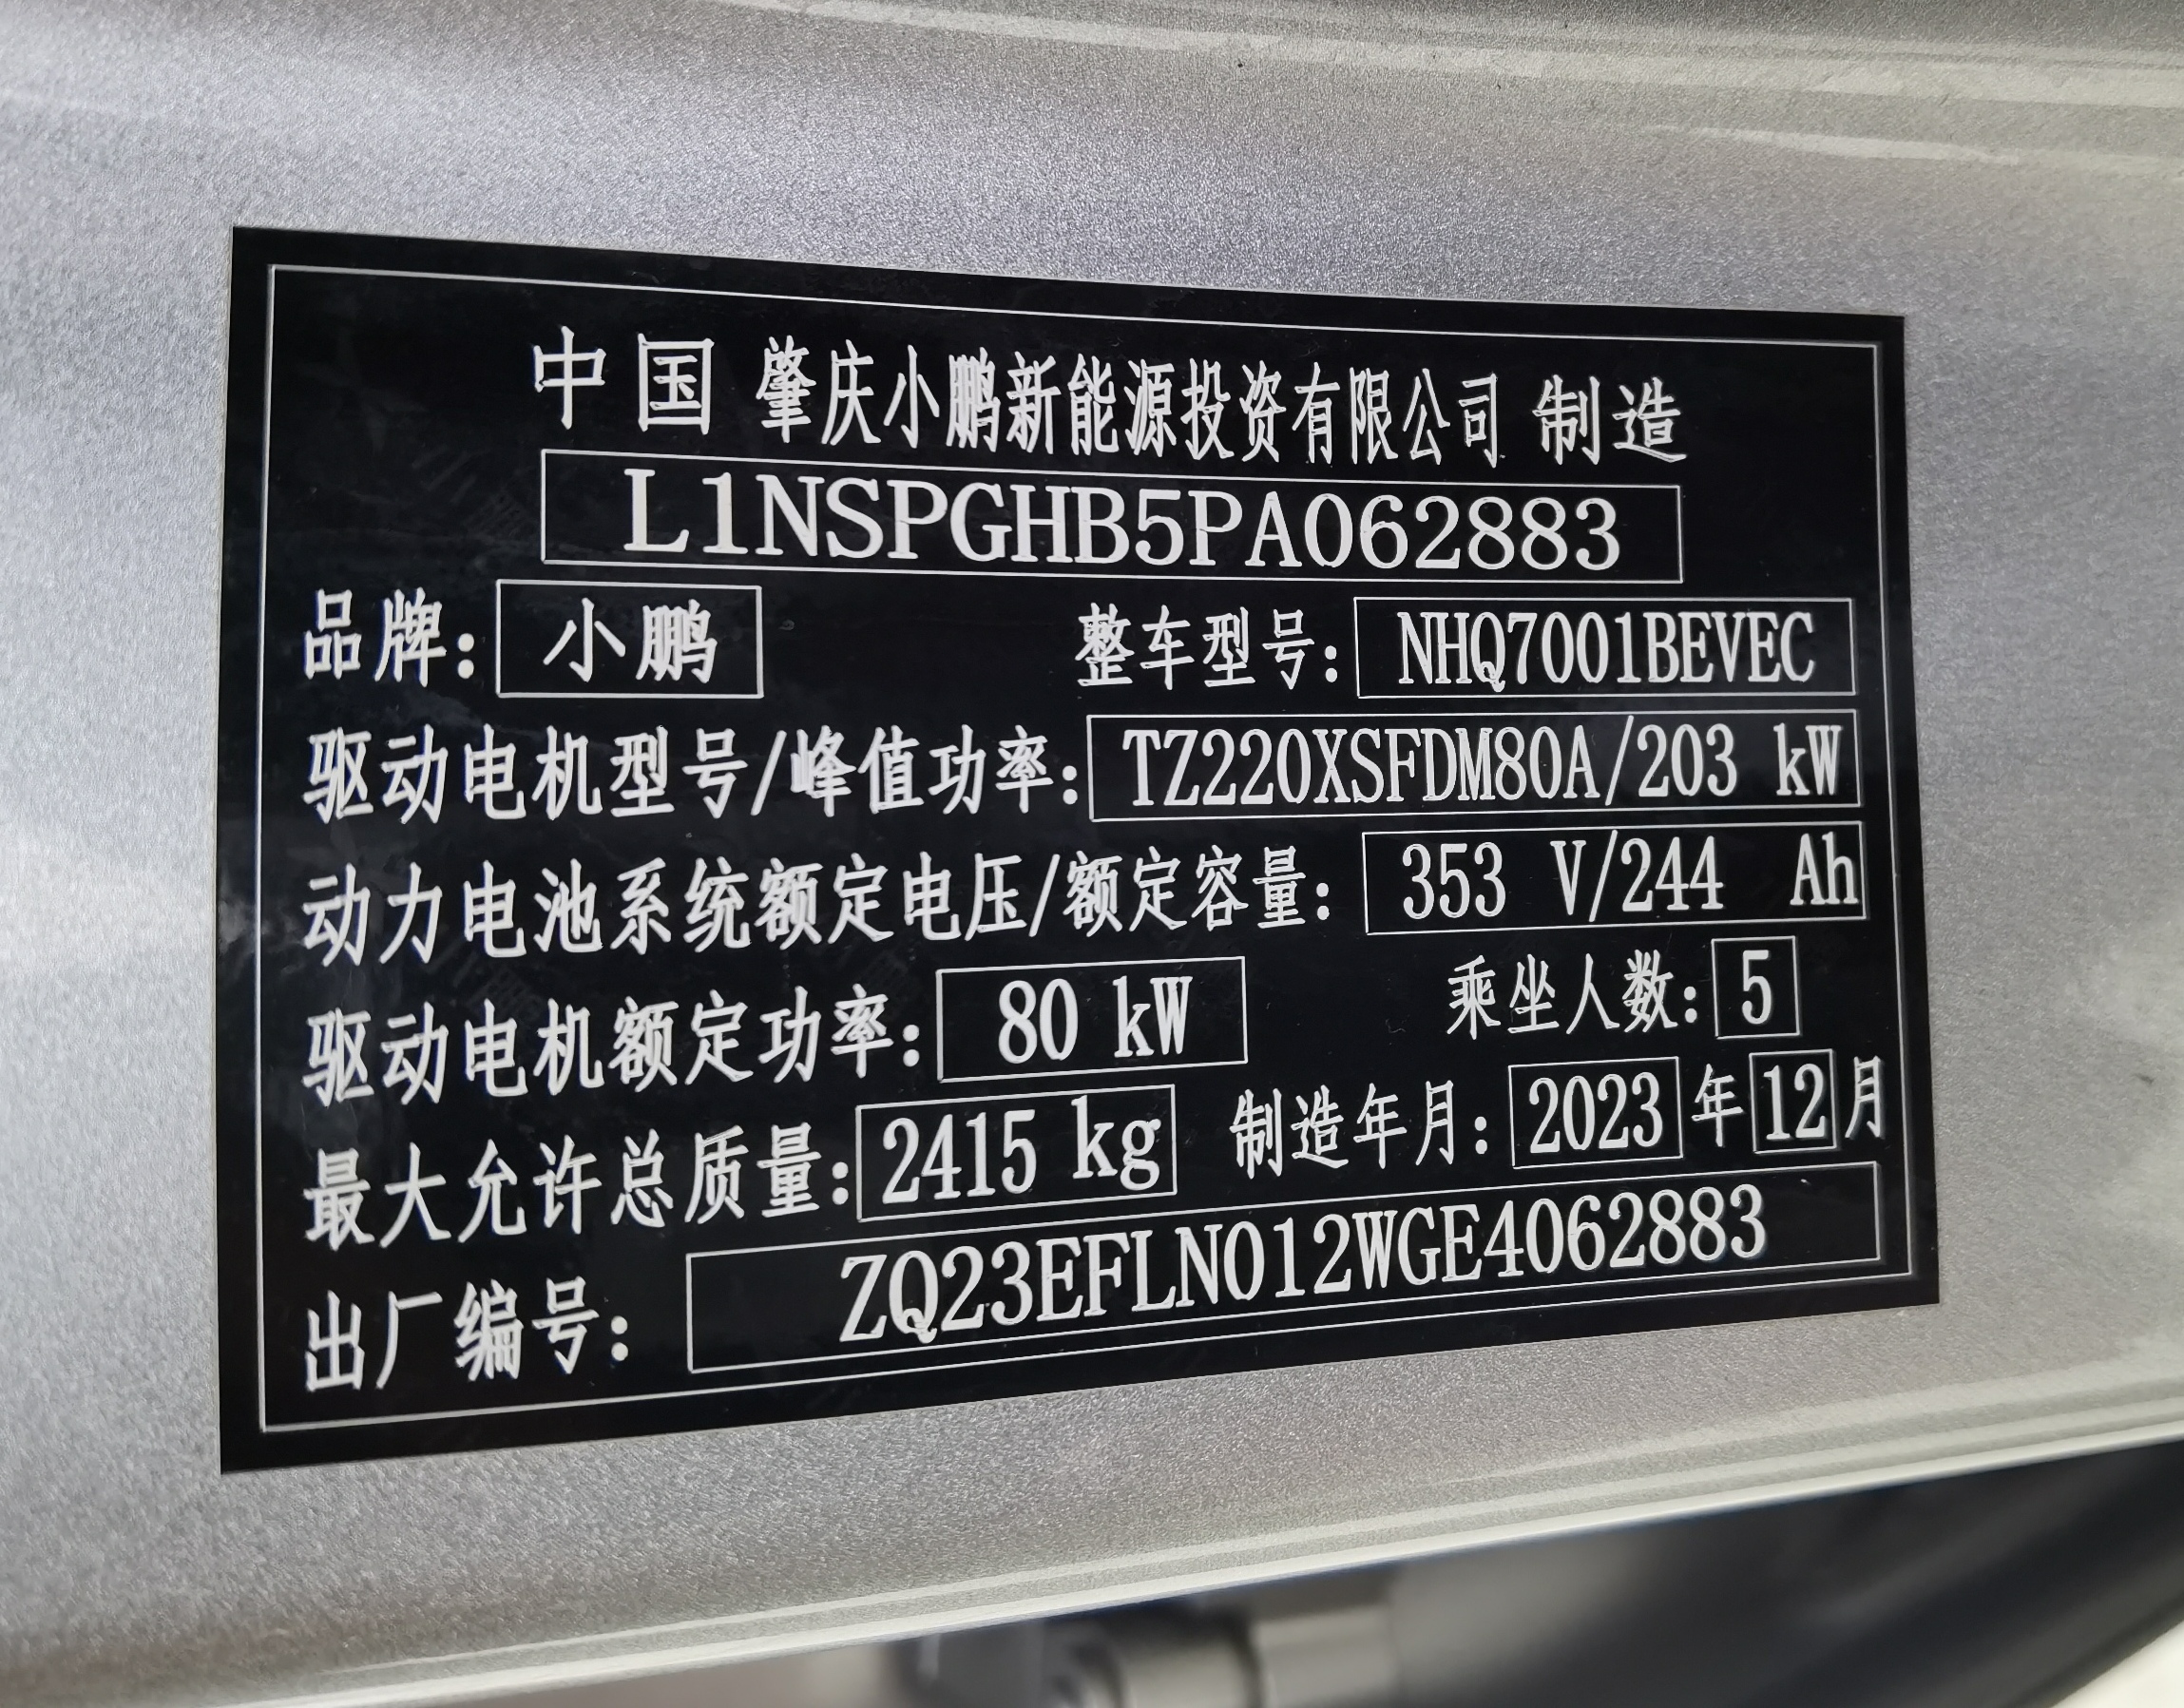 中国 肇庆小鹏新能源投资有限公司 制造
L1NSPGHB5PA062883
品牌: 小鹏 整车型号: NHQ7001BEVEC
驱动电机型号/峰值功率: TZ220XSFDM80A/203 kW
动力电池系统额定电压/额定容量: 353 V/244 Ah
驱动电机额定功率: 80 kW 乘坐人数: 5
最大允许总质量: 2415 kg 制造年月: 2023 年 12 月
出厂编号: ZQ23EFLN012WGE4062883